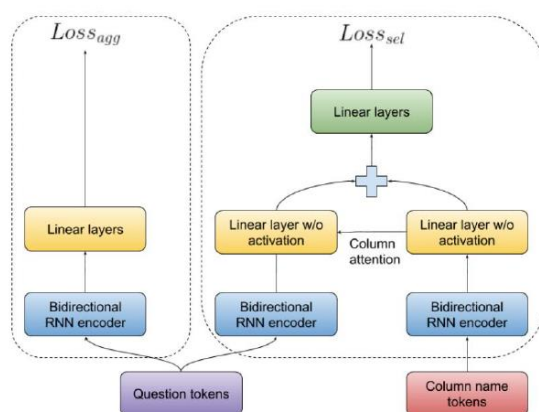 Loss_agg
Loss_sel
Linear layers
Linear layers
Linear layer w/o
activation
Column
attention
Linear layer w/o
activation
Bidirectional
RNN encoder
Bidirectional
RNN encoder
Bidirectional
RNN encoder
Question tokens
Column name
tokens